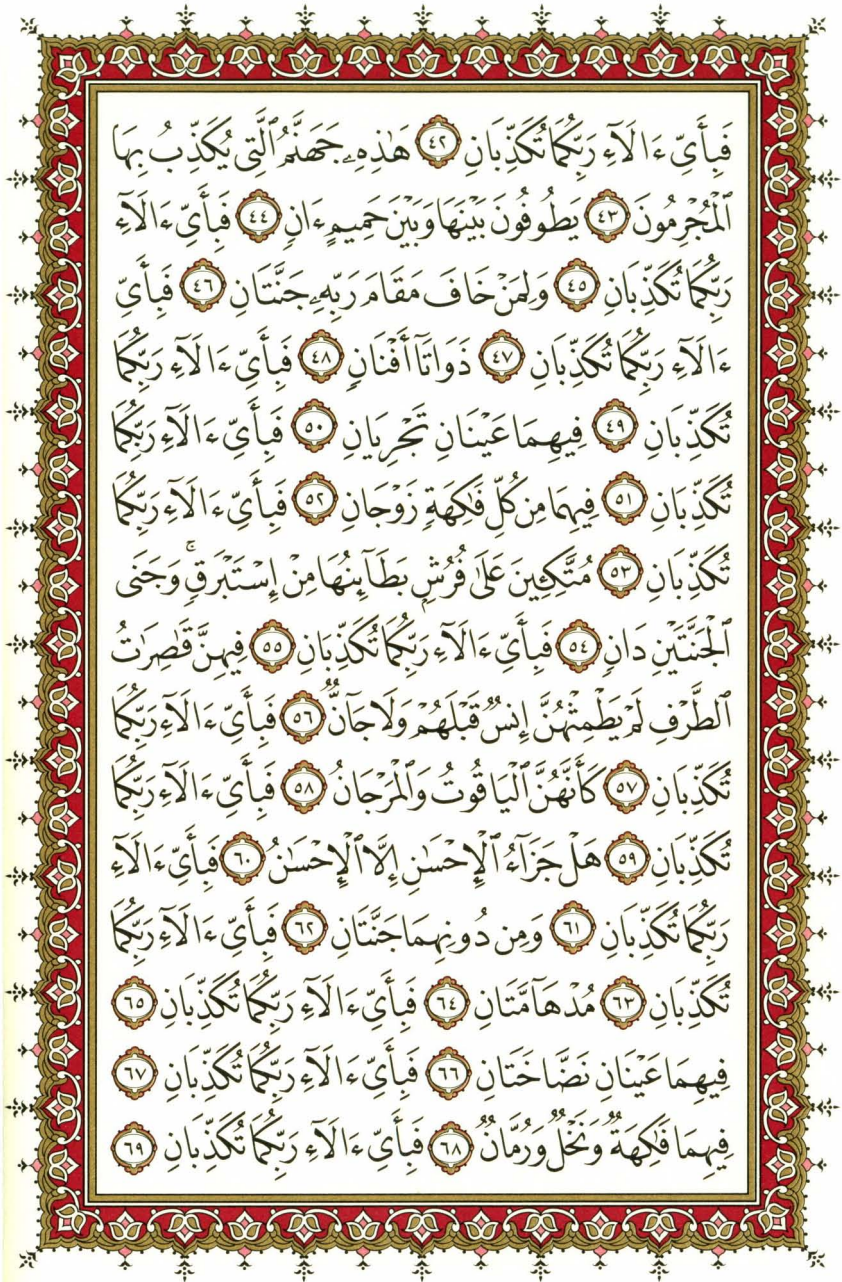 فَبِأَىِّ ءَالَآءِ رَبِّكُمَا تُكَذِّبَانِ ٤٢ هَٰذِهِۦ جَهَنَّمُ ٱلَّتِى يُكَذِّبُ بِهَا
ٱلْمُجْرِمُونَ ٤٣ يَطُوفُونَ بَيْنَهَا وَبَيْنَ حَمِيمٍ ءَانٍ ٤٤ فَبِأَىِّ ءَالَآءِ
رَبِّكُمَا تُكَذِّبَانِ ٤٥ وَلِمَنْ خَافَ مَقَامَ رَبِّهِۦ جَنَّتَانِ ٤٦ فَبِأَىِّ
ءَالَآءِ رَبِّكُمَا تُكَذِّبَانِ ٤٧ ذَوَاتَآ أَفْنَانٍ ٤٨ فَبِأَىِّ ءَالَآءِ رَبِّكُمَا
تُكَذِّبَانِ ٤٩ فِيهِمَا عَيْنَانِ تَجْرِيَانِ ٥٠ فَبِأَىِّ ءَالَآءِ رَبِّكُمَا
تُكَذِّبَانِ ٥١ فِيهِمَا مِن كُلِّ فَٰكِهَةٍ زَوْجَانِ ٥٢ فَبِأَىِّ ءَالَآءِ رَبِّكُمَا
تُكَذِّبَانِ ٥٣ مُتَّكِـِٔينَ عَلَىٰ فُرُشٍۭ بَطَآئِنُهَا مِنْ إِسْتَبْرَقٍۚ وَجَنَى
ٱلْجَنَّتَيْنِ دَانٍ ٥٤ فَبِأَىِّ ءَالَآءِ رَبِّكُمَا تُكَذِّبَانِ ٥٥ فِيهِنَّ قَٰصِرَٰتُ
ٱلطَّرْفِ لَمْ يَطْمِثْهُنَّ إِنسٌ قَبْلَهُمْ وَلَا جَآنٌّ ٥٦ فَبِأَىِّ ءَالَآءِ رَبِّكُمَا
تُكَذِّبَانِ ٥٧ كَأَنَّهُنَّ ٱلْيَاقُوتُ وَٱلْمَرْجَانُ ٥٨ فَبِأَىِّ ءَالَآءِ رَبِّكُمَا
تُكَذِّبَانِ ٥٩ هَلْ جَزَآءُ ٱلْإِحْسَٰنِ إِلَّا ٱلْإِحْسَٰنُ ٦٠ فَبِأَىِّ ءَالَآءِ
رَبِّكُمَا تُكَذِّبَانِ ٦١ وَمِن دُونِهِمَا جَنَّتَانِ ٦٢ فَبِأَىِّ ءَالَآءِ رَبِّكُمَا
تُكَذِّبَانِ ٦٣ مُدْهَآمَّتَانِ ٦٤ فَبِأَىِّ ءَالَآءِ رَبِّكُمَا تُكَذِّبَانِ ٦٥
فِيهِمَا عَيْنَانِ نَضَّاخَتَانِ ٦٦ فَبِأَىِّ ءَالَآءِ رَبِّكُمَا تُكَذِّبَانِ ٦٧
فِيهِمَا فَٰكِهَةٌ وَنَخْلٌ وَرُمَّانٌ ٦٨ فَبِأَىِّ ءَالَآءِ رَبِّكُمَا تُكَذِّبَانِ ٦٩